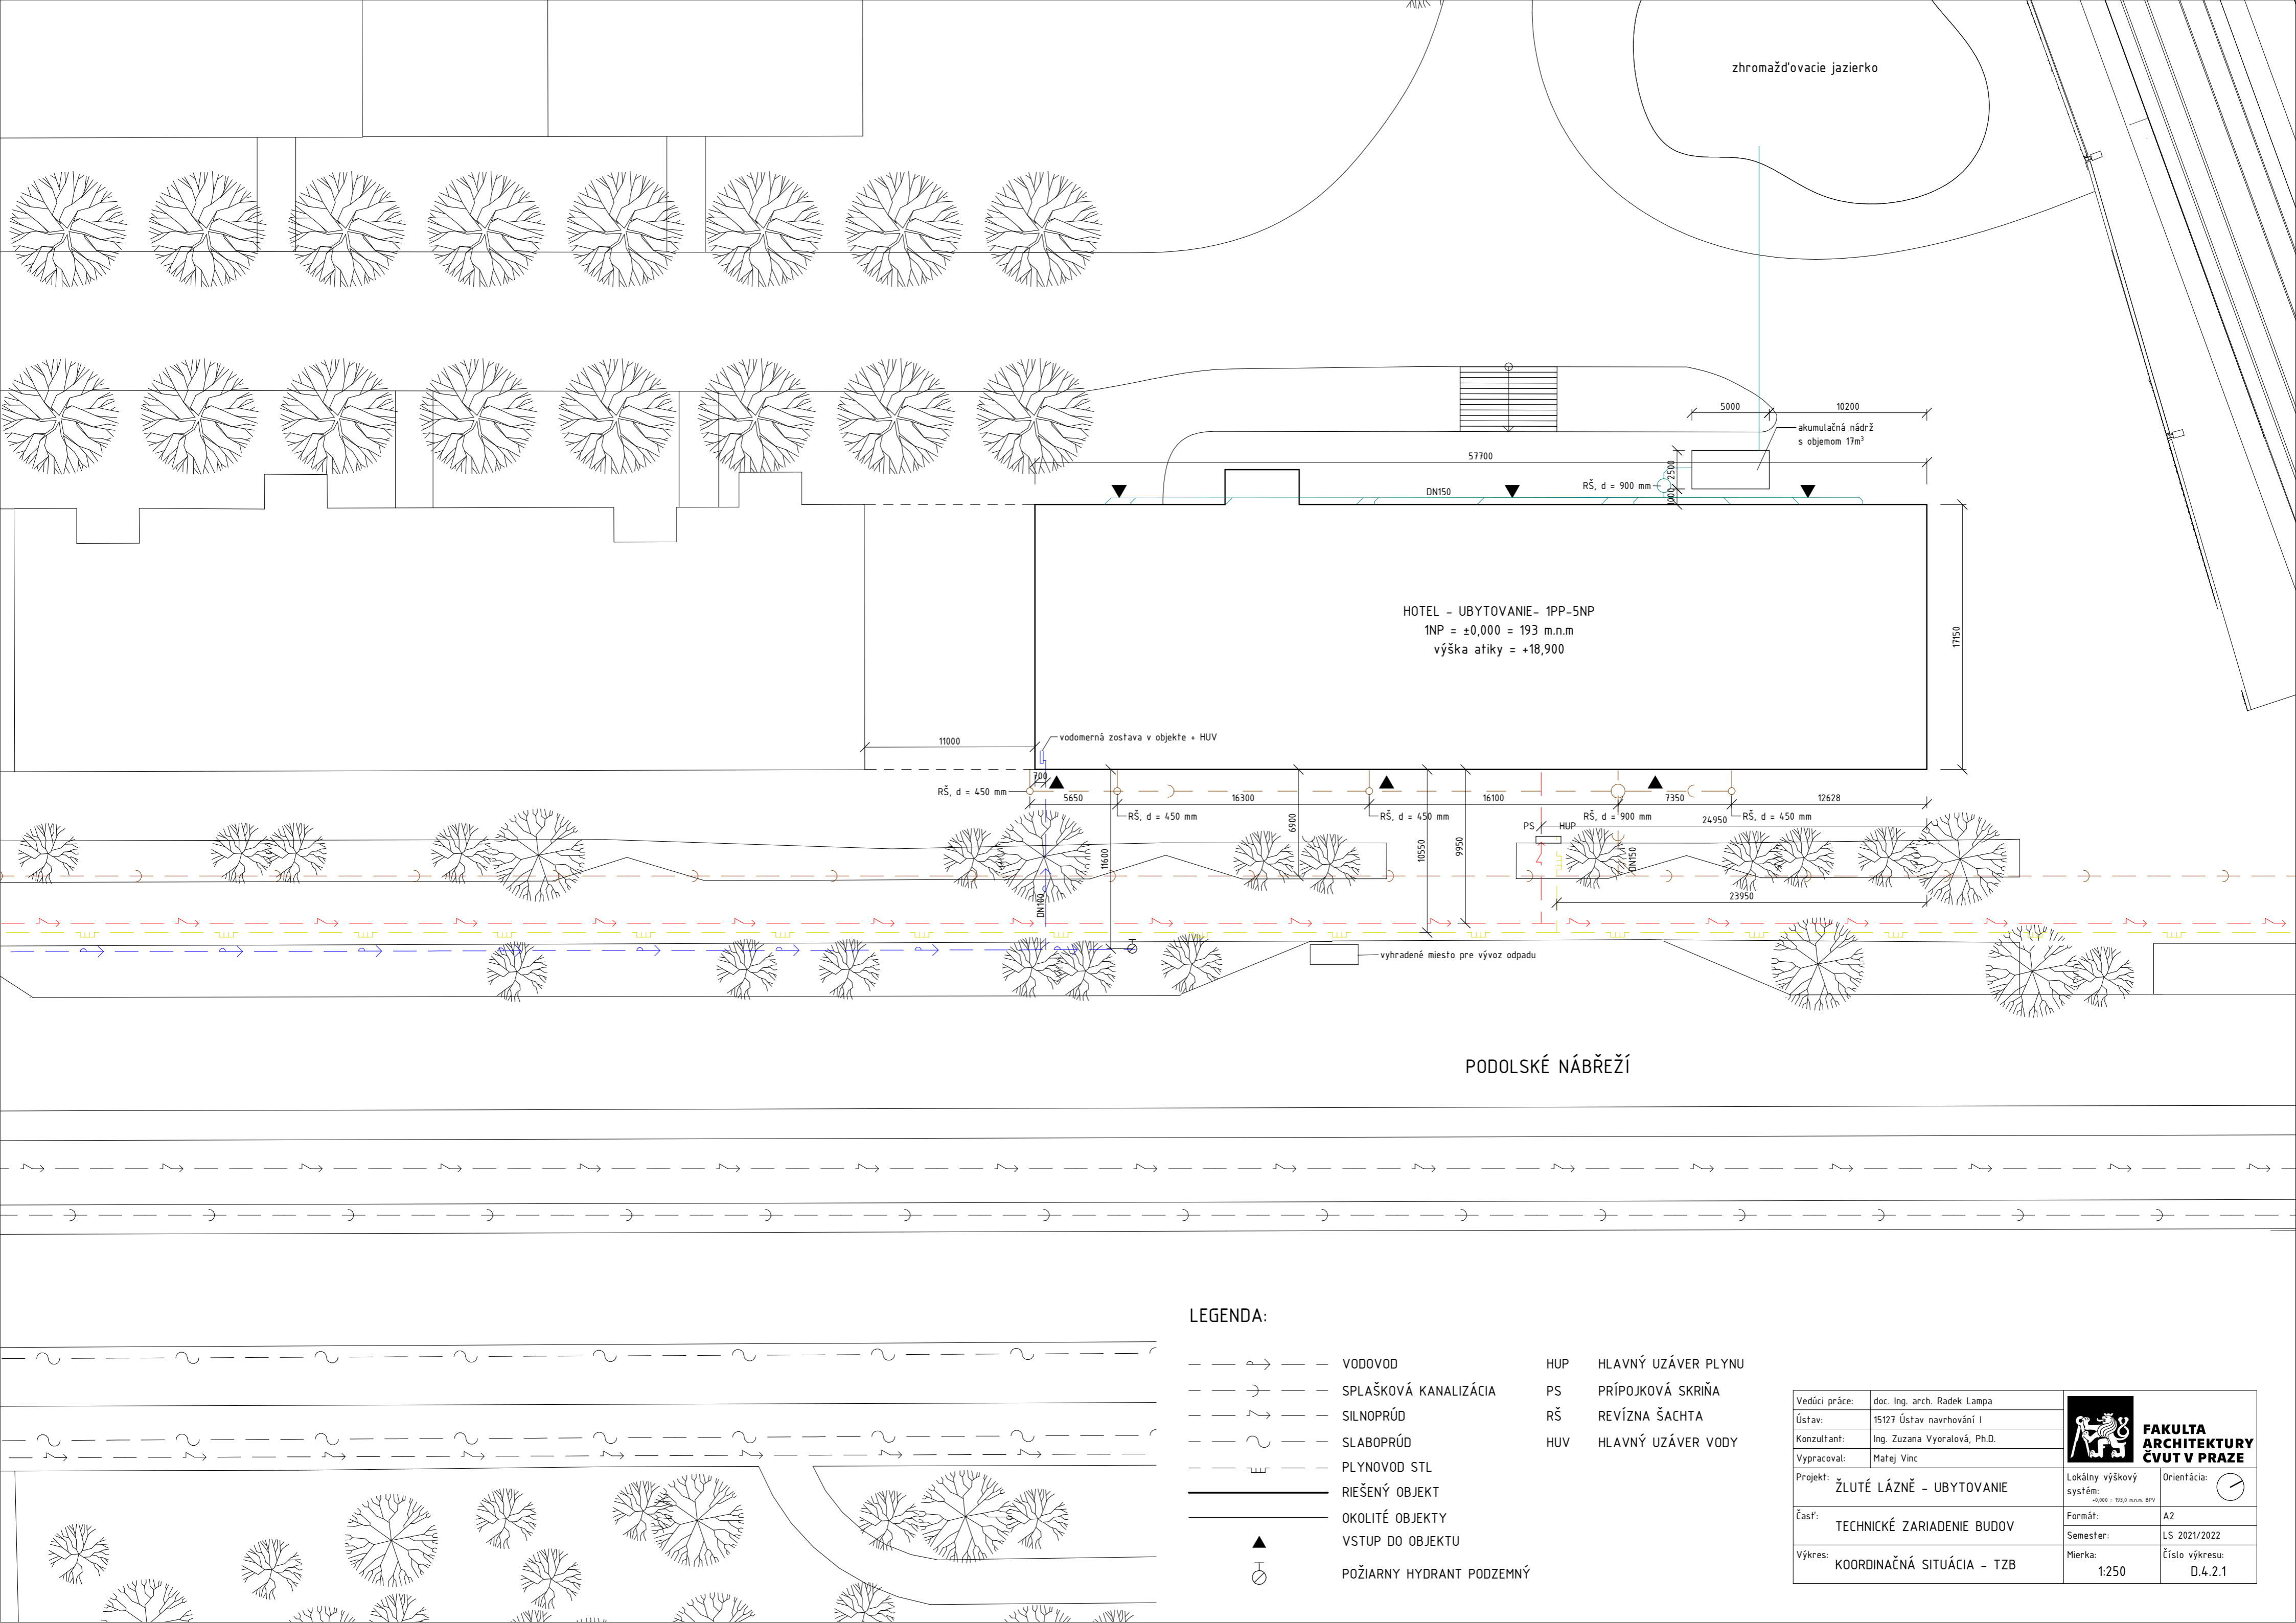 zhromažďovacie jazierko
5000
10200
akumulačná nádrž
s objemom 17m³
57700
2500
RŠ, d = 900 mm
DN150
HOTEL - UBYTOVANIE- 1PP-5NP
1NP = ±0,000 = 193 m.n.m
výška atiky = +18,900
17150
11000
vodomerná zostava v objekte + HUV
700
RŠ, d = 450 mm
5650
16300
16100
7350
12628
RŠ, d = 450 mm
RŠ, d = 450 mm
RŠ, d = 900 mm
RŠ, d = 450 mm
24950
PS
HUP
6900
11600
10550
9950
DN150
DN100
23950
vyhradené miesto pre vývoz odpadu
PODOLSKÉ NÁBŘEŽÍ
LEGENDA:
VODOVOD
SPLAŠKOVÁ KANALIZÁCIA
SILNOPRÚD
SLABOPRÚD
PLYNOVOD STL
RIEŠENÝ OBJEKT
OKOLITÉ OBJEKTY
VSTUP DO OBJEKTU
POŽIARNY HYDRANT PODZEMNÝ
HUP HLAVNÝ UZÁVER PLYNU
PS PRÍPOJKOVÁ SKRIŇA
RŠ REVÍZNA ŠACHTA
HUV HLAVNÝ UZÁVER VODY
Vedúci práce: doc. Ing. arch. Radek Lampa
Ústav: 15127 Ústav navrhování I
Konzultant: Ing. Zuzana Vyoralová, Ph.D.
Vypracoval: Matej Vinc
FAKULTA
ARCHITEKTURY
ČVUT V PRAZE
Projekt: ŽLUTÉ LÁZNĚ - UBYTOVANIE
Lokálny výškový
systém:
+0,000 = 193,0 m.n.m. BPV
Orientácia:
Časť: TECHNICKÉ ZARIADENIE BUDOV
Formát: A2
Semester: LS 2021/2022
Výkres: KOORDINAČNÁ SITUÁCIA - TZB
Mierka:
1:250
Číslo výkresu:
D.4.2.1